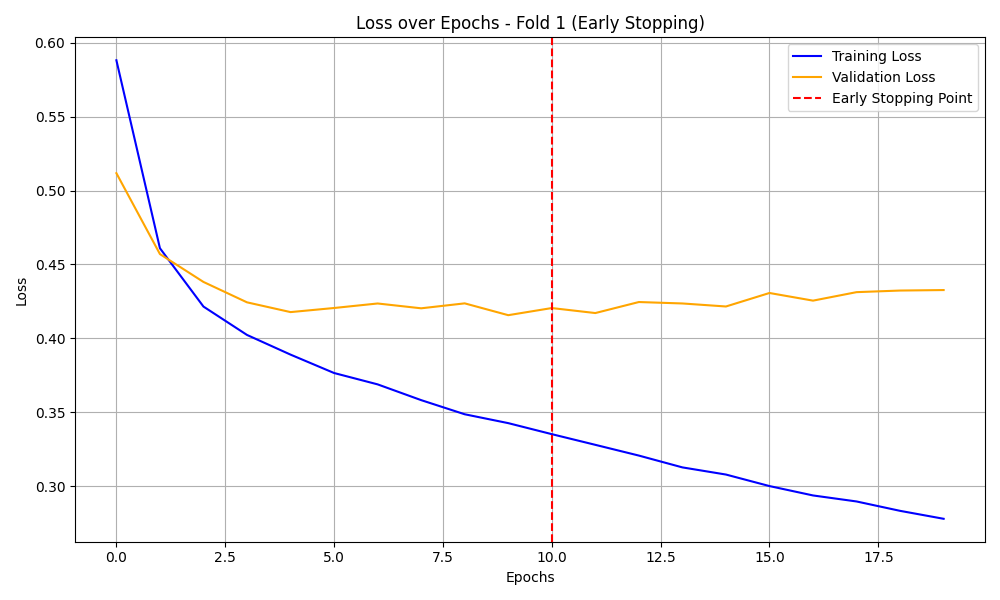 Loss over Epochs - Fold 1 (Early Stopping)
Training Loss
Validation Loss
Early Stopping Point
Loss
0.60
0.55
0.50
0.45
0.40
0.35
0.30
0.0 2.5 5.0 7.5 10.0 12.5 15.0 17.5
Epochs